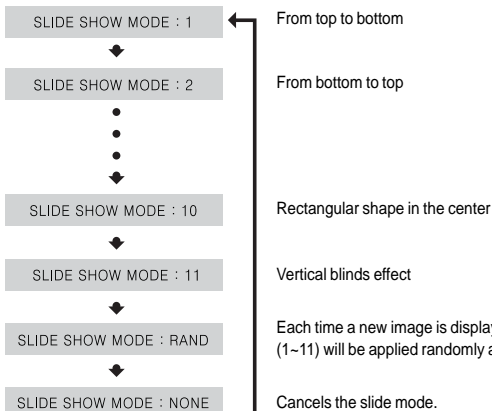 SLIDE SHOW MODE : 1 From top to bottom
SLIDE SHOW MODE : 2 From bottom to top
SLIDE SHOW MODE : 10 Rectangular shape in the center
SLIDE SHOW MODE : 11 Vertical blinds effect
Each time a new image is
SLIDE SHOW MODE : RAND
(1~11) will be applied randomly
SLIDE SHOW MODE : NONE Cancels the slide mode.